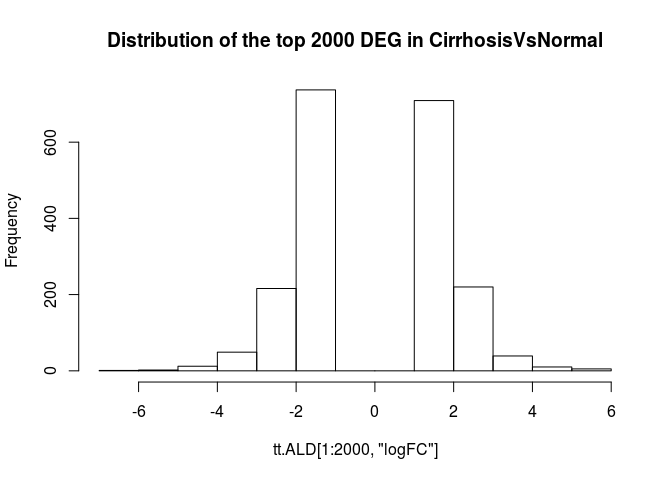 Distribution of the top 2000 DEG in CirrhosisVsNormal
Frequency
600
400
200
0
-6 -4 -2 0 2 4 6
tt.ALD[1:2000, "logFC"]